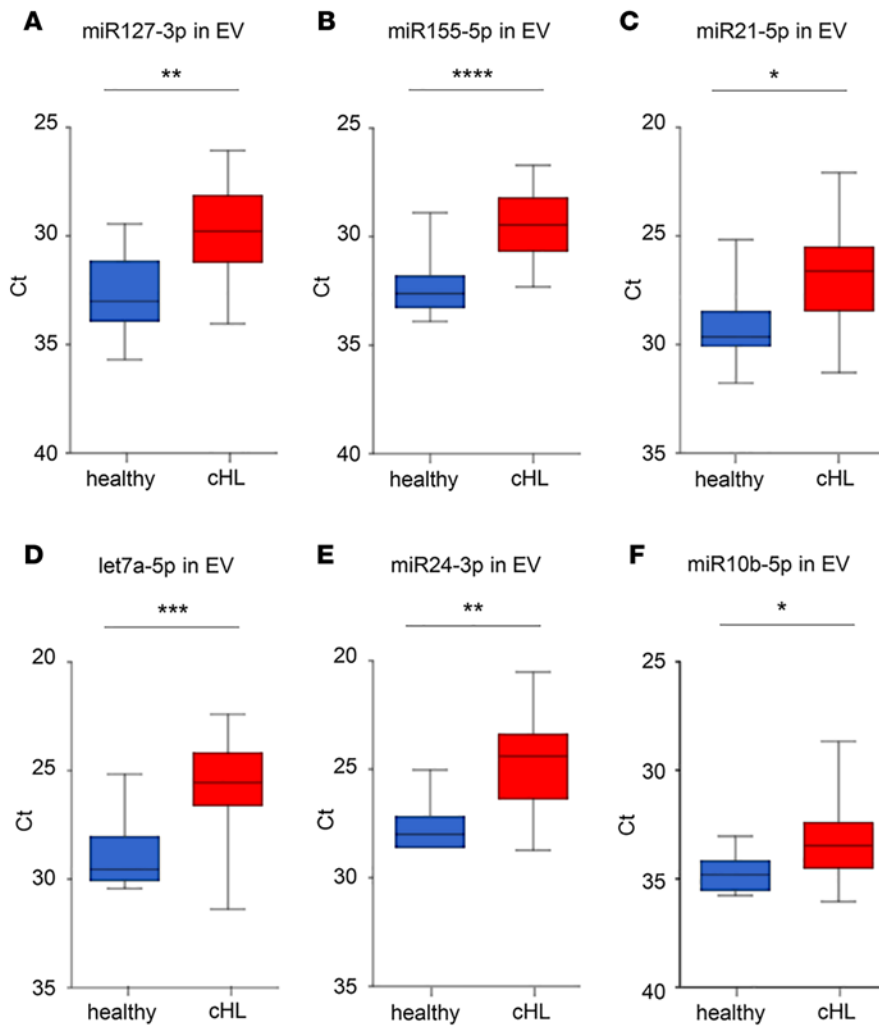 A miR127-3p in EV
**
25
30
35
40
Ct
healthy cHL
B miR155-5p in EV
****
25
30
35
40
Ct
healthy cHL
C miR21-5p in EV
*
20
25
30
35
Ct
healthy cHL
D let7a-5p in EV
***
20
25
30
35
Ct
healthy cHL
E miR24-3p in EV
**
20
25
30
35
Ct
healthy cHL
F miR10b-5p in EV
*
25
30
35
40
Ct
healthy cHL